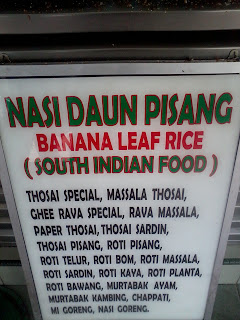 NASI DAUN PISANG
BANANA LEAF RICE
( SOUTH INDIAN FOOD )
THOSAI SPECIAL, MASSALA THOSAI,
GHEE RAVA SPECIAL, RAVA MASSALA,
PAPER THOSAI, THOSAI SARDIN,
THOSAI PISANG, ROTI PISANG,
ROTI TELUR, ROTI BOM, ROTI MASSALA,
ROTI SARDIN, ROTI KAYA, ROTI PLANTA,
ROTI BAWANG, MURTABAK AYAM,
MURTABAK KAMBING, CHAPPATI,
MI GORENG, NASI GORENG.